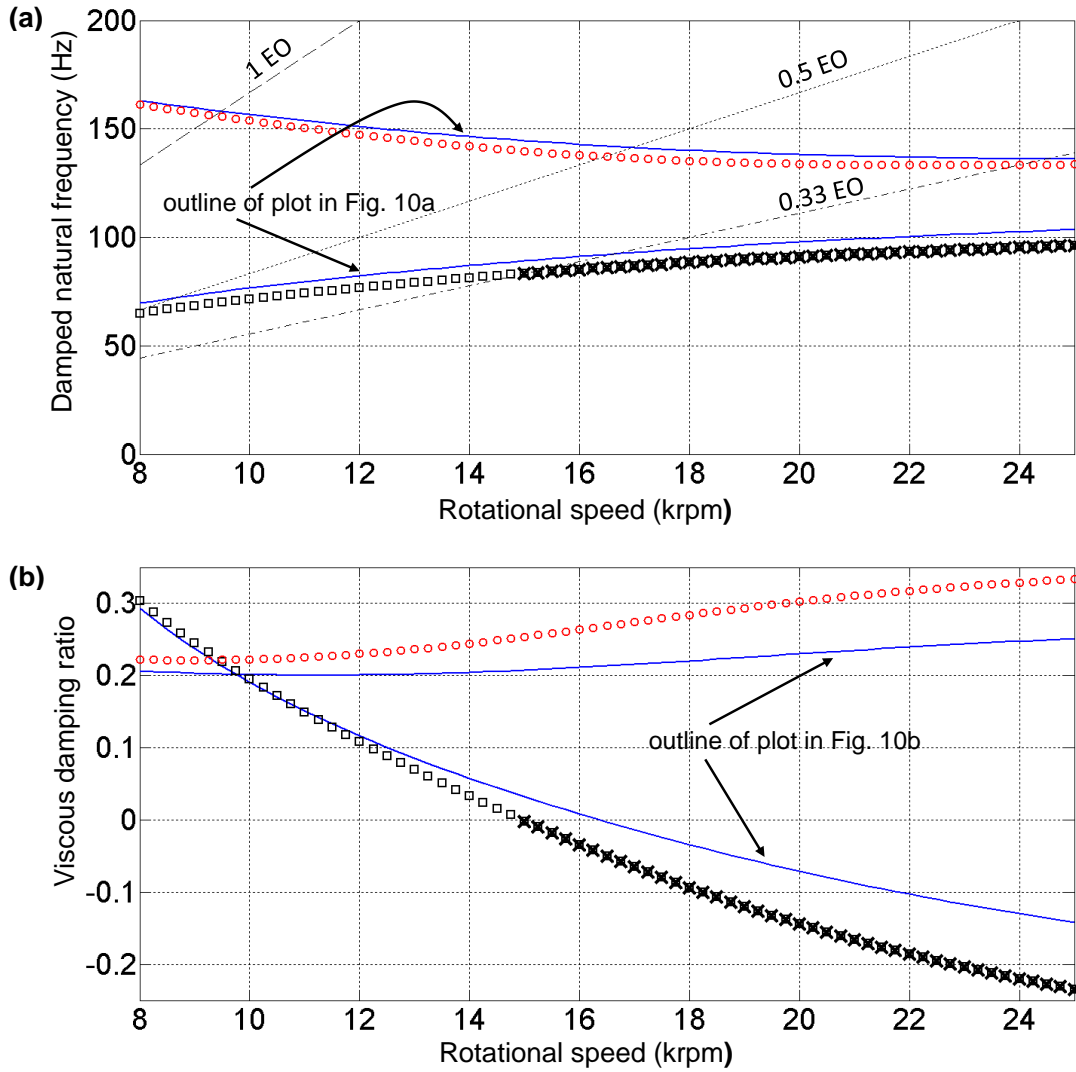 (a)
Damped natural frequency (Hz)
200
150
100
50
0
1 EO
0.5 EO
0.33 EO
outline of plot in Fig. 10a
8 10 12 14 16 18 20 22 24
Rotational speed (krpm)
(b)
Viscous damping ratio
0.3
0.2
0.1
0
-0.1
-0.2
outline of plot in Fig. 10b
8 10 12 14 16 18 20 22 24
Rotational speed (krpm)